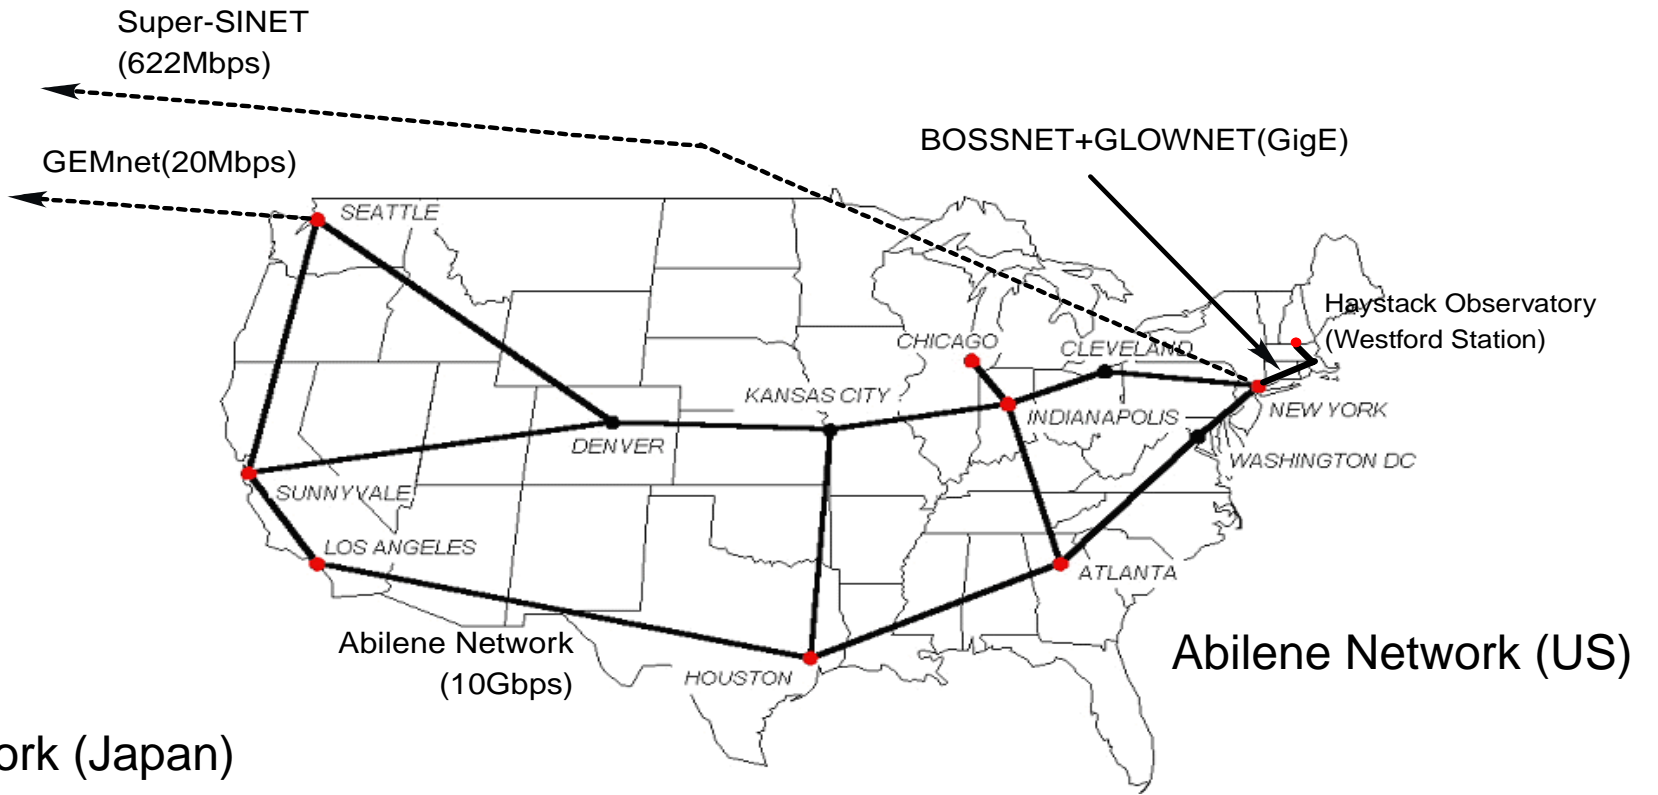 Super-SINET
(622Mbps)
BOSSNET+GLOWNET(GigE)
GEMnet(20Mbps)
SEATTLE
Haystack Observatory
(Westford Station)
CHICAGO
CLEVELAND
KANSAS CITY
NEW YORK
INDIANAPOLIS
DENVER
WASHINGTON DC
SUNNYVALE
LOS ANGELES
ATLANTA
Abilene Network
(10Gbps)
Abilene Network (US)
HOUSTON
ork (Japan)